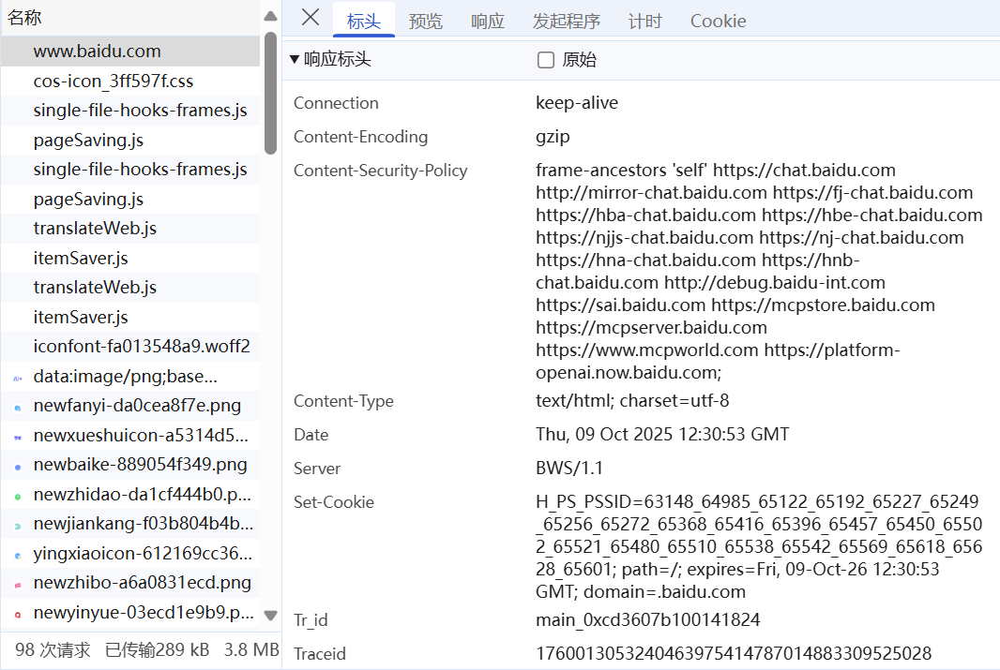 名称
www.baidu.com
cos-icon_3ff597f.css
single-file-hooks-frames.js
pageSaving.js
single-file-hooks-frames.js
pageSaving.js
translateWeb.js
itemSaver.js
translateWeb.js
itemSaver.js
iconfont-fa013548a9.woff2
data:image/png;base...
newfanyi-da0cea8f7e.png
newxueshuicon-a5314d5...
newbaike-889054f349.png
newzhidao-da1cf444b0.p...
newjiankang-f03b804b4b...
yingxiaoicon-612169cc36...
newzhibo-a6a0831ecd.png
newyinyue-03ecd1e9b9.p...
98 次请求 已传输289 kB 3.8 MB
标头 预览 响应 发起程序 计时 Cookie
响应标头 原始
Connection keep-alive
Content-Encoding gzip
Content-Security-Policy frame-ancestors 'self' https://chat.baidu.com
http://mirror-chat.baidu.com https://fj-chat.baidu.com
https://hba-chat.baidu.com https://hbe-chat.baidu.com
https://njjs-chat.baidu.com https://nj-chat.baidu.com
https://hna-chat.baidu.com https://hnb-
chat.baidu.com http://debug.baidu-int.com
https://sai.baidu.com https://mcpstore.baidu.com
https://mcpserver.baidu.com
https://www.mcpworld.com https://platform-
openai.now.baidu.com;
Content-Type text/html; charset=utf-8
Date Thu, 09 Oct 2025 12:30:53 GMT
Server BWS/1.1
Set-Cookie H_PS_PSSID=63148_64985_65122_65192_65227_65249
_65256_65272_65368_65416_65396_65457_65450_6550
2_65521_65480_65510_65538_65542_65569_65618_656
28_65601; path=/; expires=Fri, 09-Oct-26 12:30:53
GMT; domain=.baidu.com
Tr_id main_0xcd3607b100141824
Traceid 1760013053240463975414787014883309525028